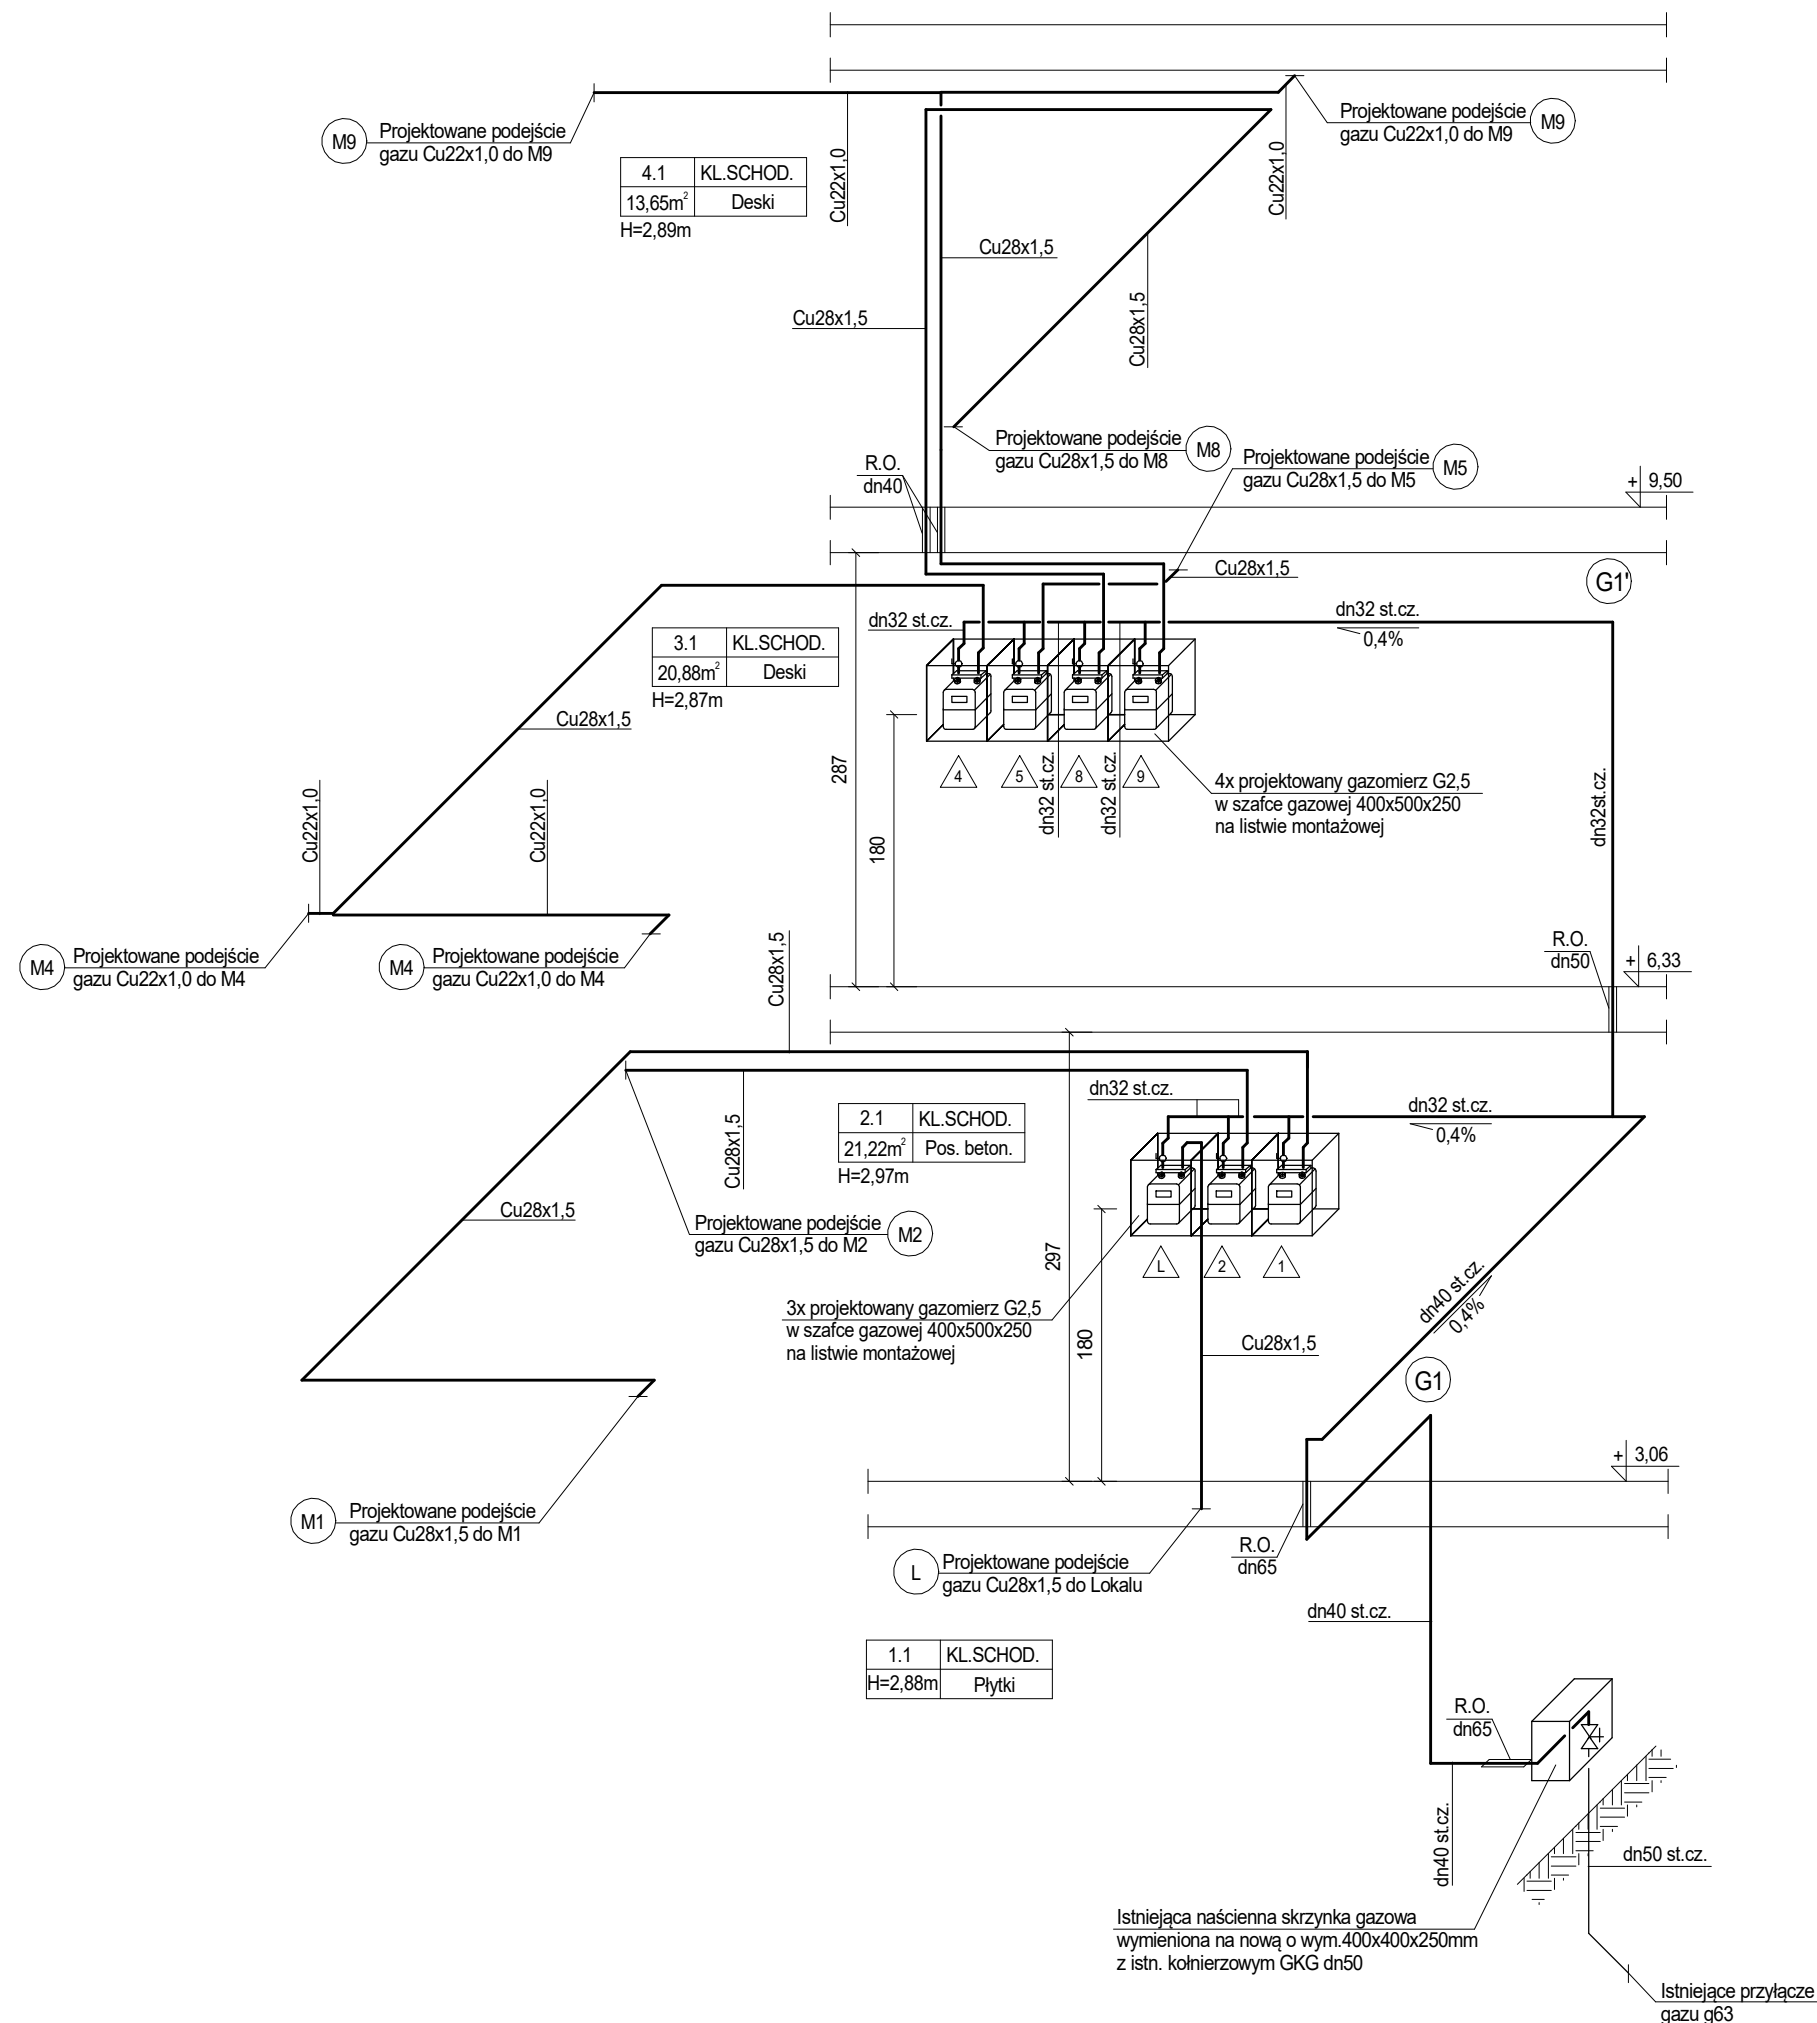 M9
Projektowane podejście
gazu Cu22x1,0 do M9
Projektowane podejście
gazu Cu22x1,0 do M9
M9
4.1 KL.SCHOD.
13,65m² Deski
H=2,89m
Cu22x1,0
Cu22x1,0
Cu28x1,5
Cu28x1,5
Cu28x1,5
Projektowane podejście
gazu Cu28x1,5 do M8
M8
Projektowane podejście
gazu Cu28x1,5 do M5
M5
R.O.
dn40
+ 9,50
Cu28x1,5
G1'
dn32 st.cz.
dn32 st.cz.
0,4%
3.1 KL.SCHOD.
20,88m² Deski
H=2,87m
Cu28x1,5
287
180
4
5
8
9
dn32 st.cz.
dn32 st.cz.
4x projektowany gazomierz G2,5
w szafce gazowej 400x500x250
na listwie montażowej
dn32st.cz.
Cu22x1,0
Cu22x1,0
M4
Projektowane podejście
gazu Cu22x1,0 do M4
M4
Projektowane podejście
gazu Cu22x1,0 do M4
Cu28x1,5
R.O.
dn50
+ 6,33
dn32 st.cz.
dn32 st.cz.
0,4%
Cu28x1,5
2.1 KL.SCHOD.
21,22m² Pos. beton.
H=2,97m
Cu28x1,5
Projektowane podejście
gazu Cu28x1,5 do M2
M2
297
180
L
2
1
3x projektowany gazomierz G2,5
w szafce gazowej 400x500x250
na listwie montażowej
Cu28x1,5
dn40 st.cz.
0,4%
G1
+ 3,06
M1
Projektowane podejście
gazu Cu28x1,5 do M1
L
Projektowane podejście
gazu Cu28x1,5 do Lokalu
R.O.
dn65
dn40 st.cz.
1.1 KL.SCHOD.
H=2,88m Płytki
R.O.
dn65
dn40 st.cz.
dn50 st.cz.
Istniejąca naścienna skrzynka gazowa
wymieniona na nową o wym.400x400x250mm
z istn. kołnierzowym GKG dn50
Istniejące przyłącze
gazu g63